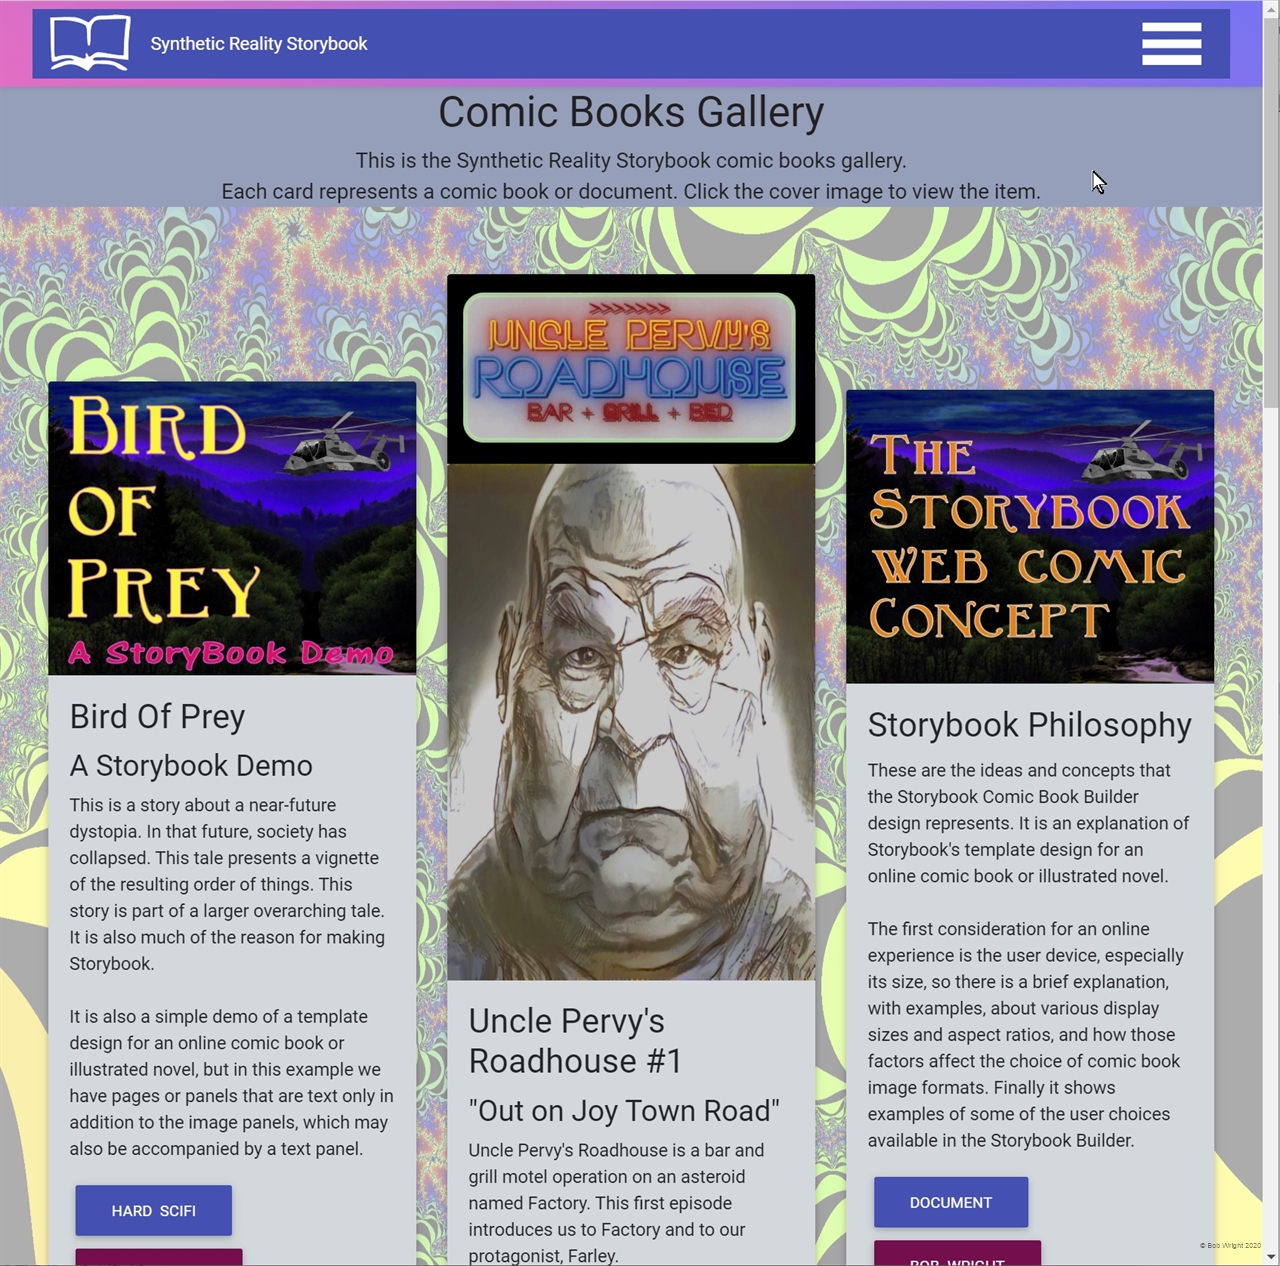 Synthetic Reality Storybook
Comic Books Gallery
This is the Synthetic Reality Storybook comic books gallery.
Each card represents a comic book or document. Click the cover image to view the item.
BIRD
OF
PREY
A StoryBook Demo
Bird Of Prey
A Storybook Demo
This is a story about a near-future
dystopia. In that future, society has
collapsed. This tale presents a vignette
of the resulting order of things. This
story is part of a larger overarching tale.
It is also much of the reason for making
Storybook.
It is also a simple demo of a template
design for an online comic book or
illustrated novel, but in this example we
have pages or panels that are text only in
addition to the image panels, which may
also be accompanied by a text panel.
HARD SCIFI
>>>>>>>
UNCLE PERVY'S
ROADHOUSE
BAR + GRILL + BED
Uncle Pervy's
Roadhouse #1
"Out on Joy Town Road"
Uncle Pervy's Roadhouse is a bar and
grill motel operation on an asteroid
named Factory. This first episode
introduces us to Factory and to our
protagonist, Farley.
THE
STORYBOOK
WEB COMIC
CONCEPT
Storybook Philosophy
These are the ideas and concepts that
the Storybook Comic Book Builder
design represents. It is an explanation of
Storybook's template design for an
online comic book or illustrated novel.
The first consideration for an online
experience is the user device, especially
its size, so there is a brief explanation,
with examples, about various display
sizes and aspect ratios, and how those
factors affect the choice of comic book
image formats. Finally it shows
examples of some of the user choices
available in the Storybook Builder.
DOCUMENT
BOB WRIGHT
© Bob Wright 2020